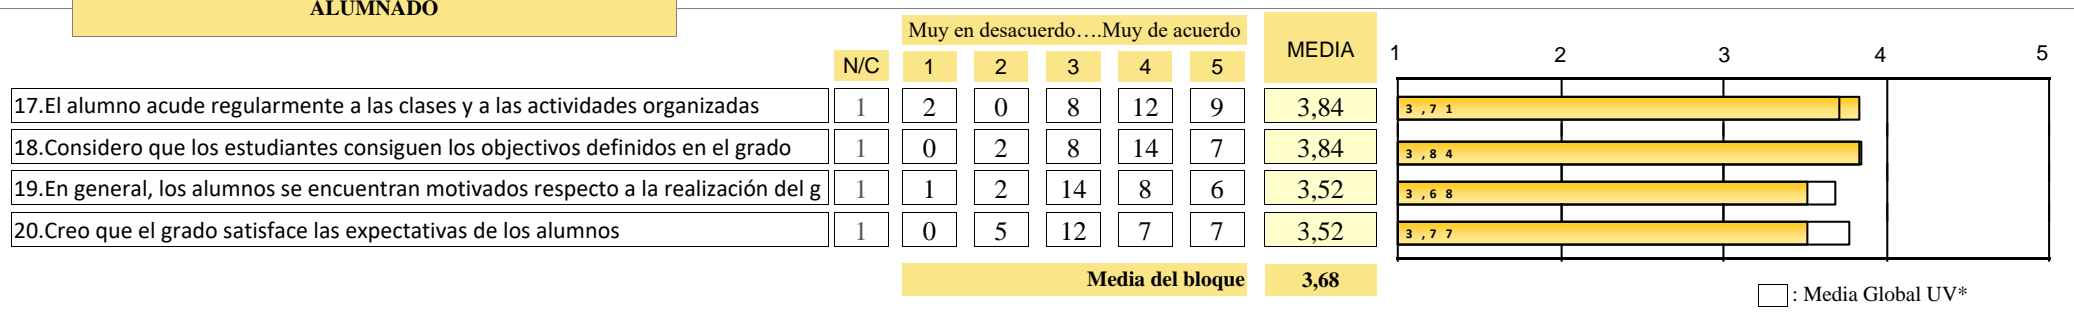 ALUMNADO
Muy en desacuerdo….Muy de acuerdo
MEDIA
N/C 1 2 3 4 5
1 2 3 4 5
17.El alumno acude regularmente a las clases y a las actividades organizadas 1 2 0 8 12 9 3,84 3,71
18.Considero que los estudiantes consiguen los objectivos definidos en el grado 1 0 2 8 14 7 3,84 3,84
19.En general, los alumnos se encuentran motivados respecto a la realización del g 1 1 2 14 8 6 3,52 3,68
20.Creo que el grado satisface las expectativas de los alumnos 1 0 5 12 7 7 3,52 3,77
Media del bloque 3,68
: Media Global UV*